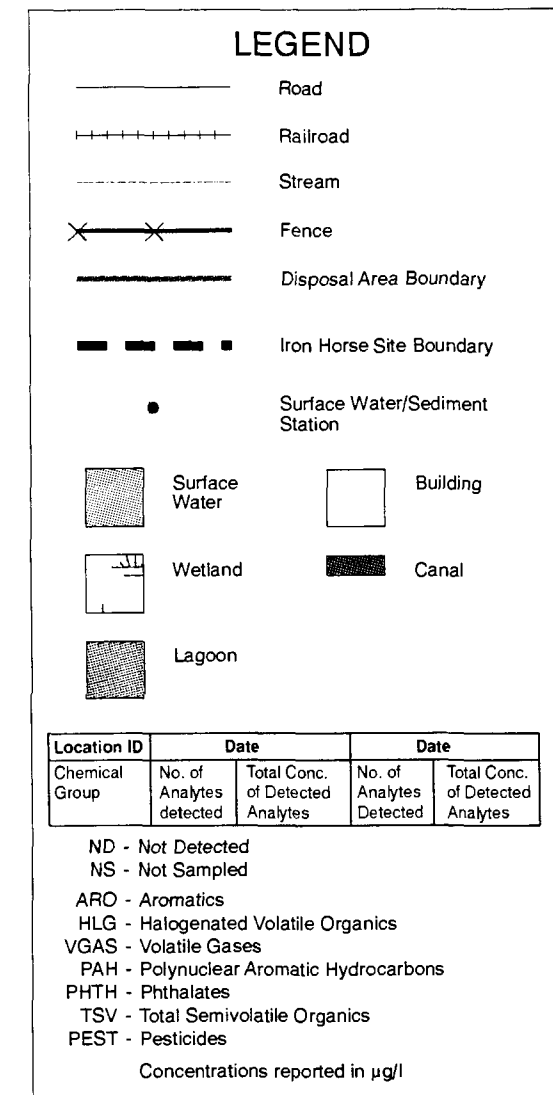 LEGEND
Road
Railroad
Stream
Fence
Disposal Area Boundary
Iron Horse Site Boundary
Surface Water/Sediment
Station
Surface
Water
Building
Wetland
Canal
Lagoon
Location ID Date Date
Chemical No. of Total Conc. No. of Total Conc.
Group Analytes of Detected Analytes of Detected
detected Analytes Detected Analytes
ND - Not Detected
NS - Not Sampled
ARO - Aromatics
HLG - Halogenated Volatile Organics
VGAS - Volatile Gases
PAH - Polynuclear Aromatic Hydrocarbons
PHTH - Phthalates
TSV - Total Semivolatile Organics
PEST - Pesticides
Concentrations reported in µg/l